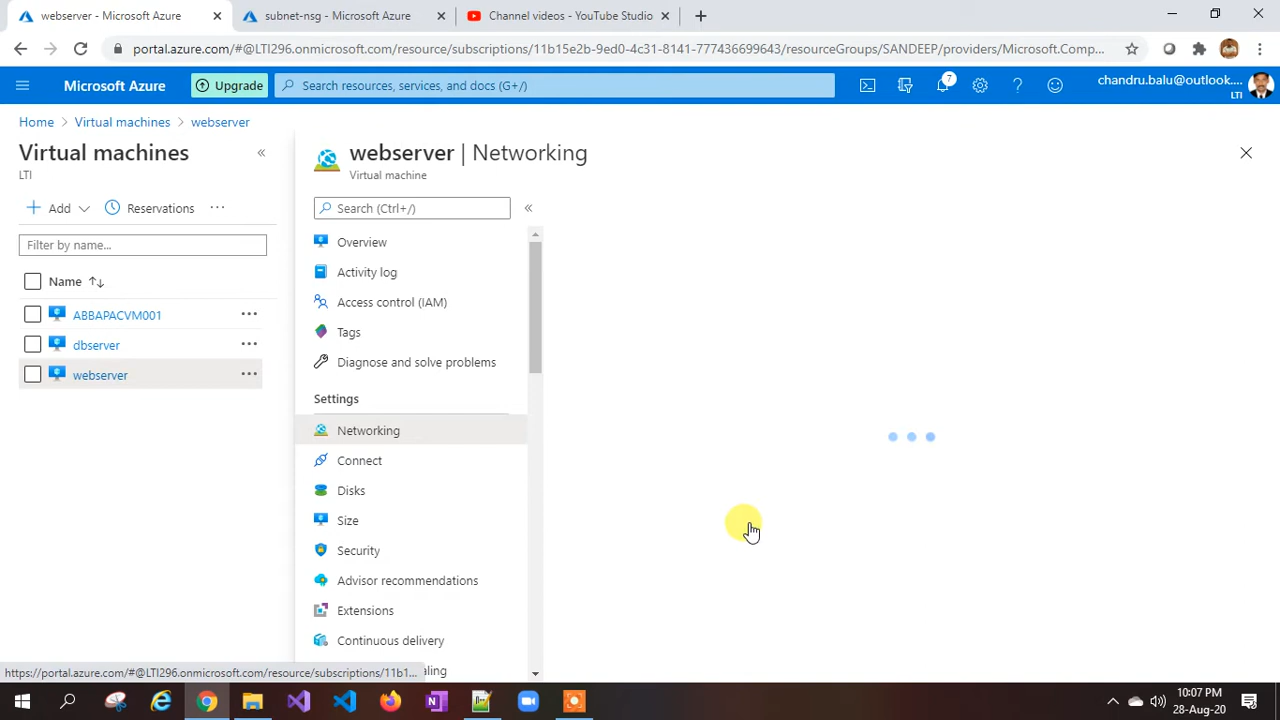 webserver - Microsoft Azure
subnet-nsg - Microsoft Azure
Channel videos - YouTube Studio
portal.azure.com/#@LTI296.onmicrosoft.com/resource/subscriptions/11b15e2b-9ed0-4c31-8141-777436699643/resourceGroups/SANDEEP/providers/Microsoft.Comp...
Microsoft Azure
Upgrade
Search resources, services, and docs (G+/)
7
chandru.balu@outlook....
LTI
Home > Virtual machines > webserver
Virtual machines
LTI
Add
Reservations
Filter by name...
Name
ABBAPACVM001
dbserver
webserver
webserver | Networking
Virtual machine
Search (Ctrl+/)
Overview
Activity log
Access control (IAM)
Tags
Diagnose and solve problems
Settings
Networking
Connect
Disks
Size
Security
Advisor recommendations
Extensions
Continuous delivery
https://portal.azure.com/#@LTI296.onmicrosoft.com/resource/subscriptions/11b1...
10:07 PM
28-Aug-20